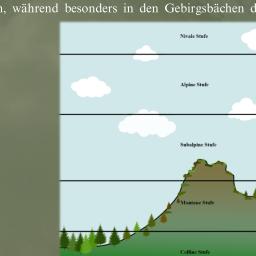 n, während besonders in den Gebirgsbächen d
Nivale Stufe
Alpine Stufe
Subalpine Stufe
Montane Stufe
Colline Stufe